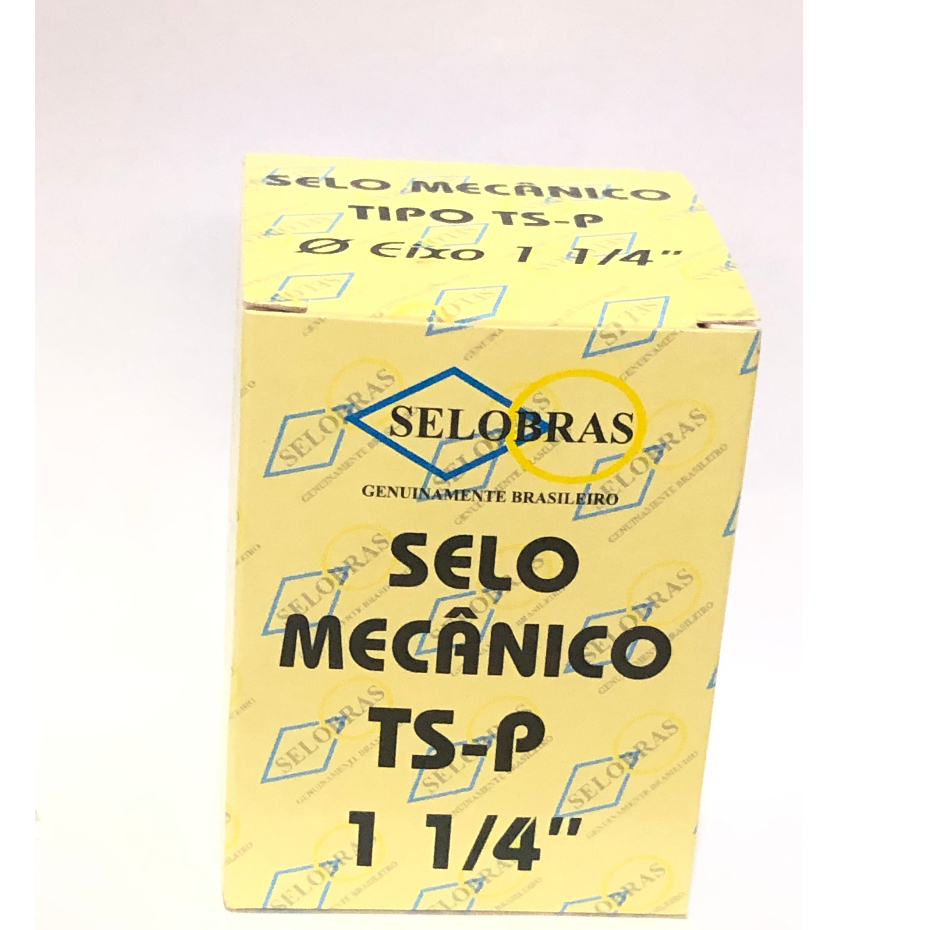 SELO MECÂNICO
TIPO TS-P
Ø Eixo 1 1/4"
SELOBRAS
GENUINAMENTE BRASILEIRO
SELO
MECÂNICO
TS-P
1 1/4"